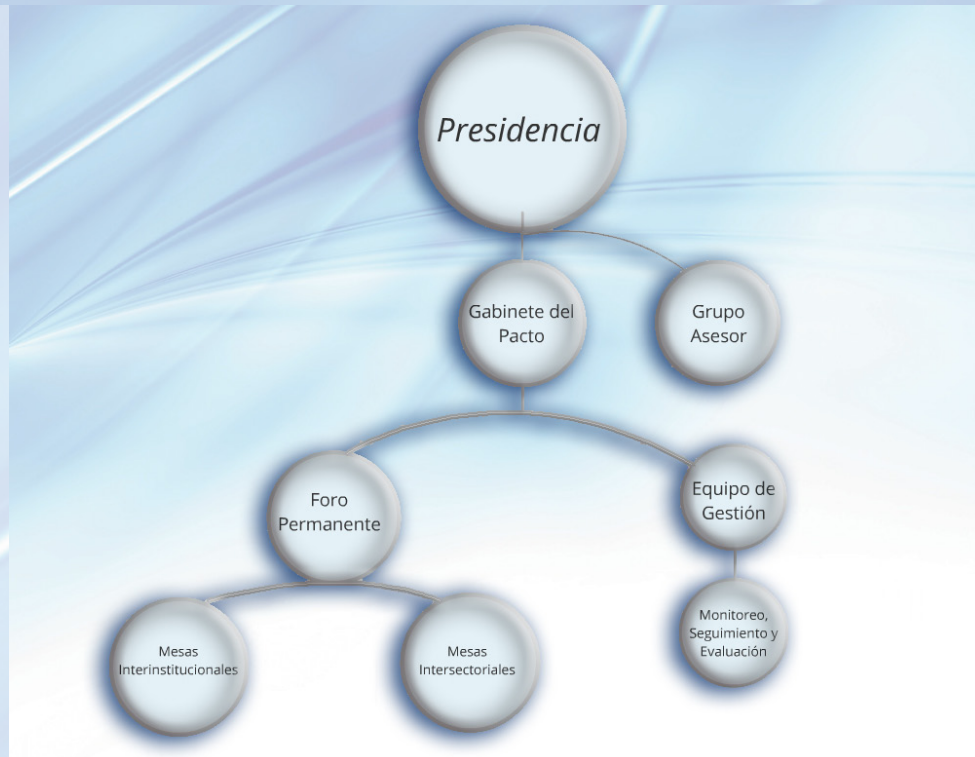 Presidencia
Gabinete del
Pacto
Grupo
Asesor
Foro
Permanente
Equipo de
Gestión
Mesas
Interinstitucionales
Mesas
Intersectoriales
Monitoreo,
Seguimiento y
Evaluación